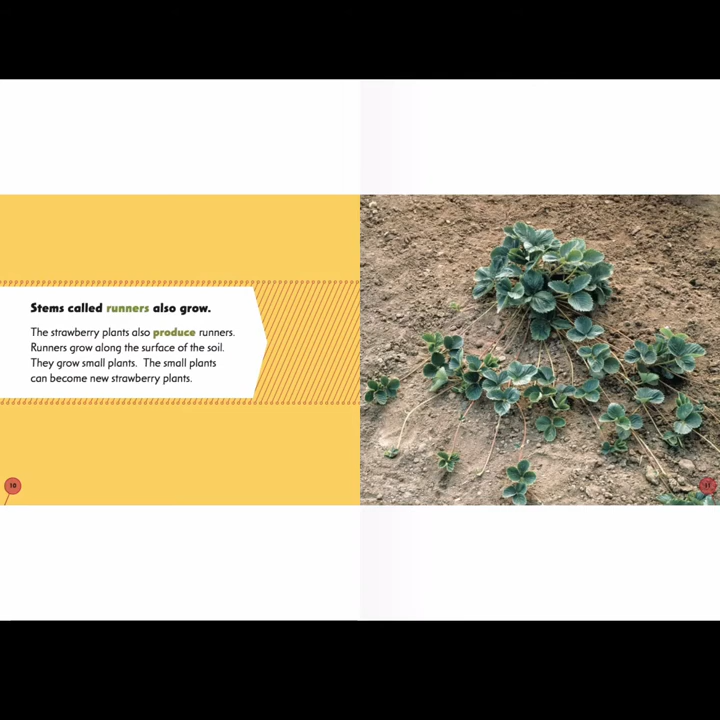 Stems called runners also grow.
The strawberry plants also produce runners.
Runners grow along the surface of the soil.
They grow small plants. The small plants
can become new strawberry plants.
10
11